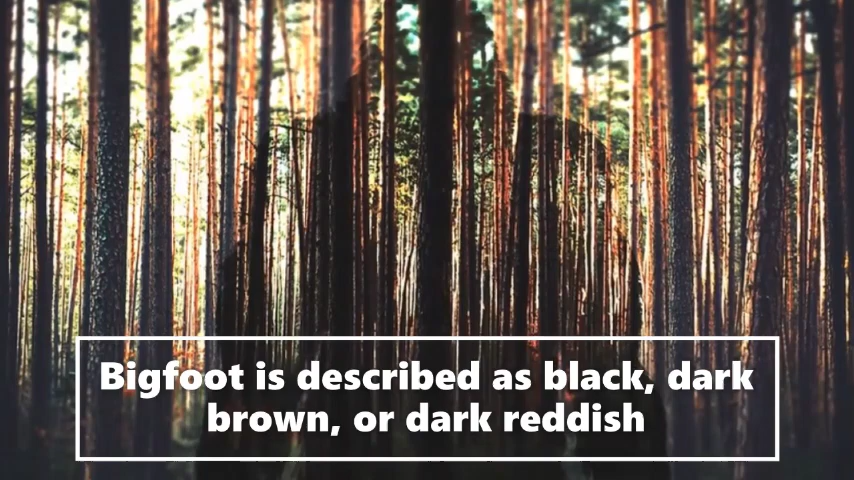 Bigfoot is described as black, dark
brown, or dark reddish